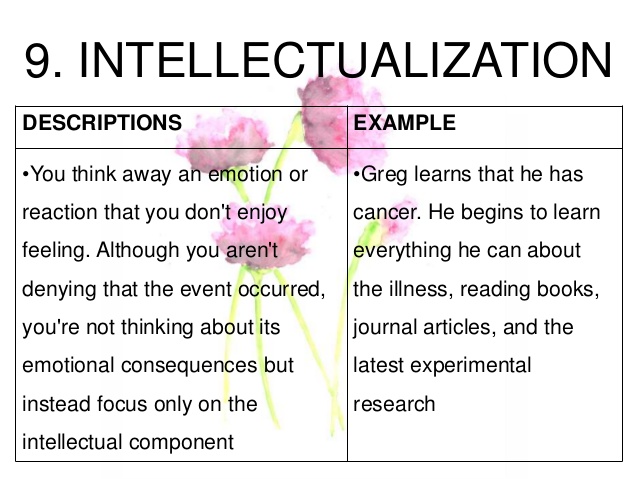 9. INTELLECTUALIZATION
DESCRIPTIONS
•You think away an emotion or
reaction that you don't enjoy
feeling. Although you aren't
denying that the event occurred,
you're not thinking about its
emotional consequences but
instead focus only on the
intellectual component
EXAMPLE
•Greg learns that he has
cancer. He begins to learn
everything he can about
the illness, reading books,
journal articles, and the
latest experimental
research